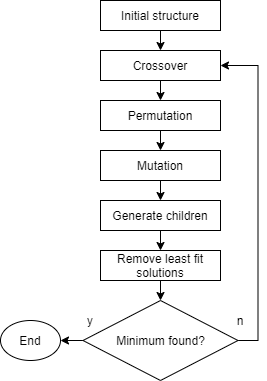 Initial structure
Crossover
Permutation
Mutation
Generate children
Remove least fit
solutions
y
n
End
Minimum found?